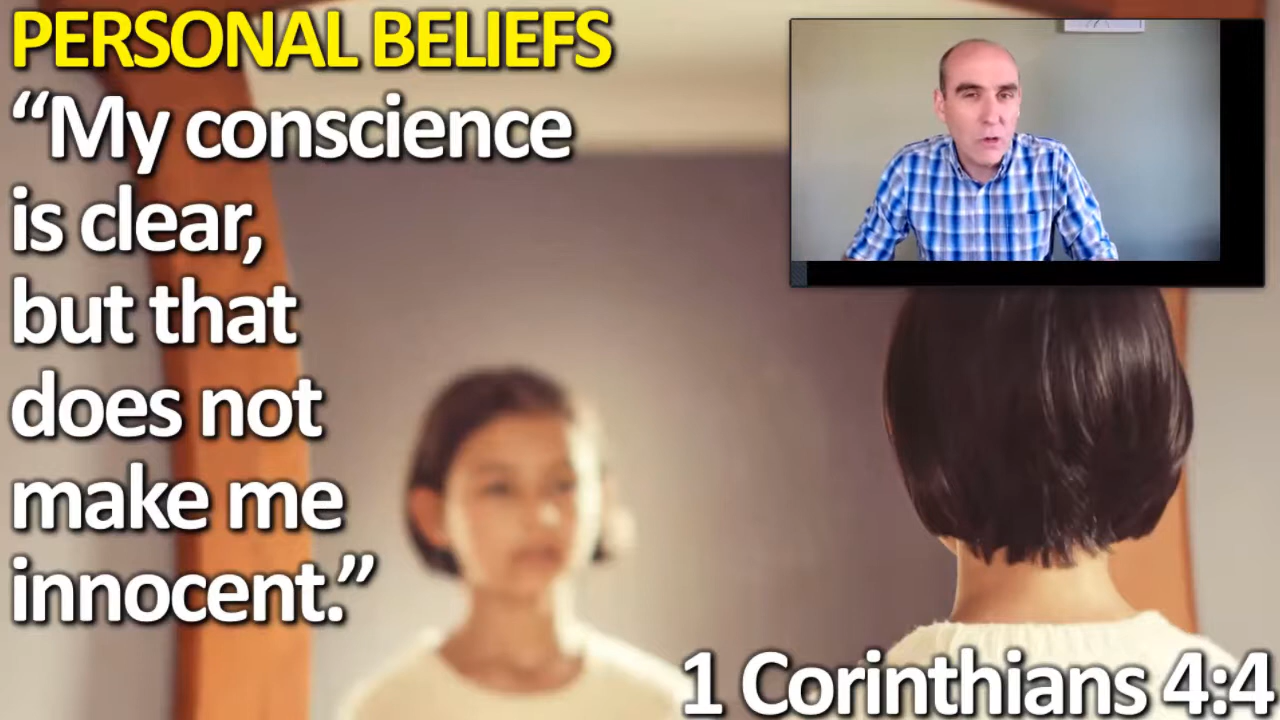 PERSONAL BELIEFS
“My conscience
is clear,
but that
does not
make me
innocent.”
1 Corinthians 4:4